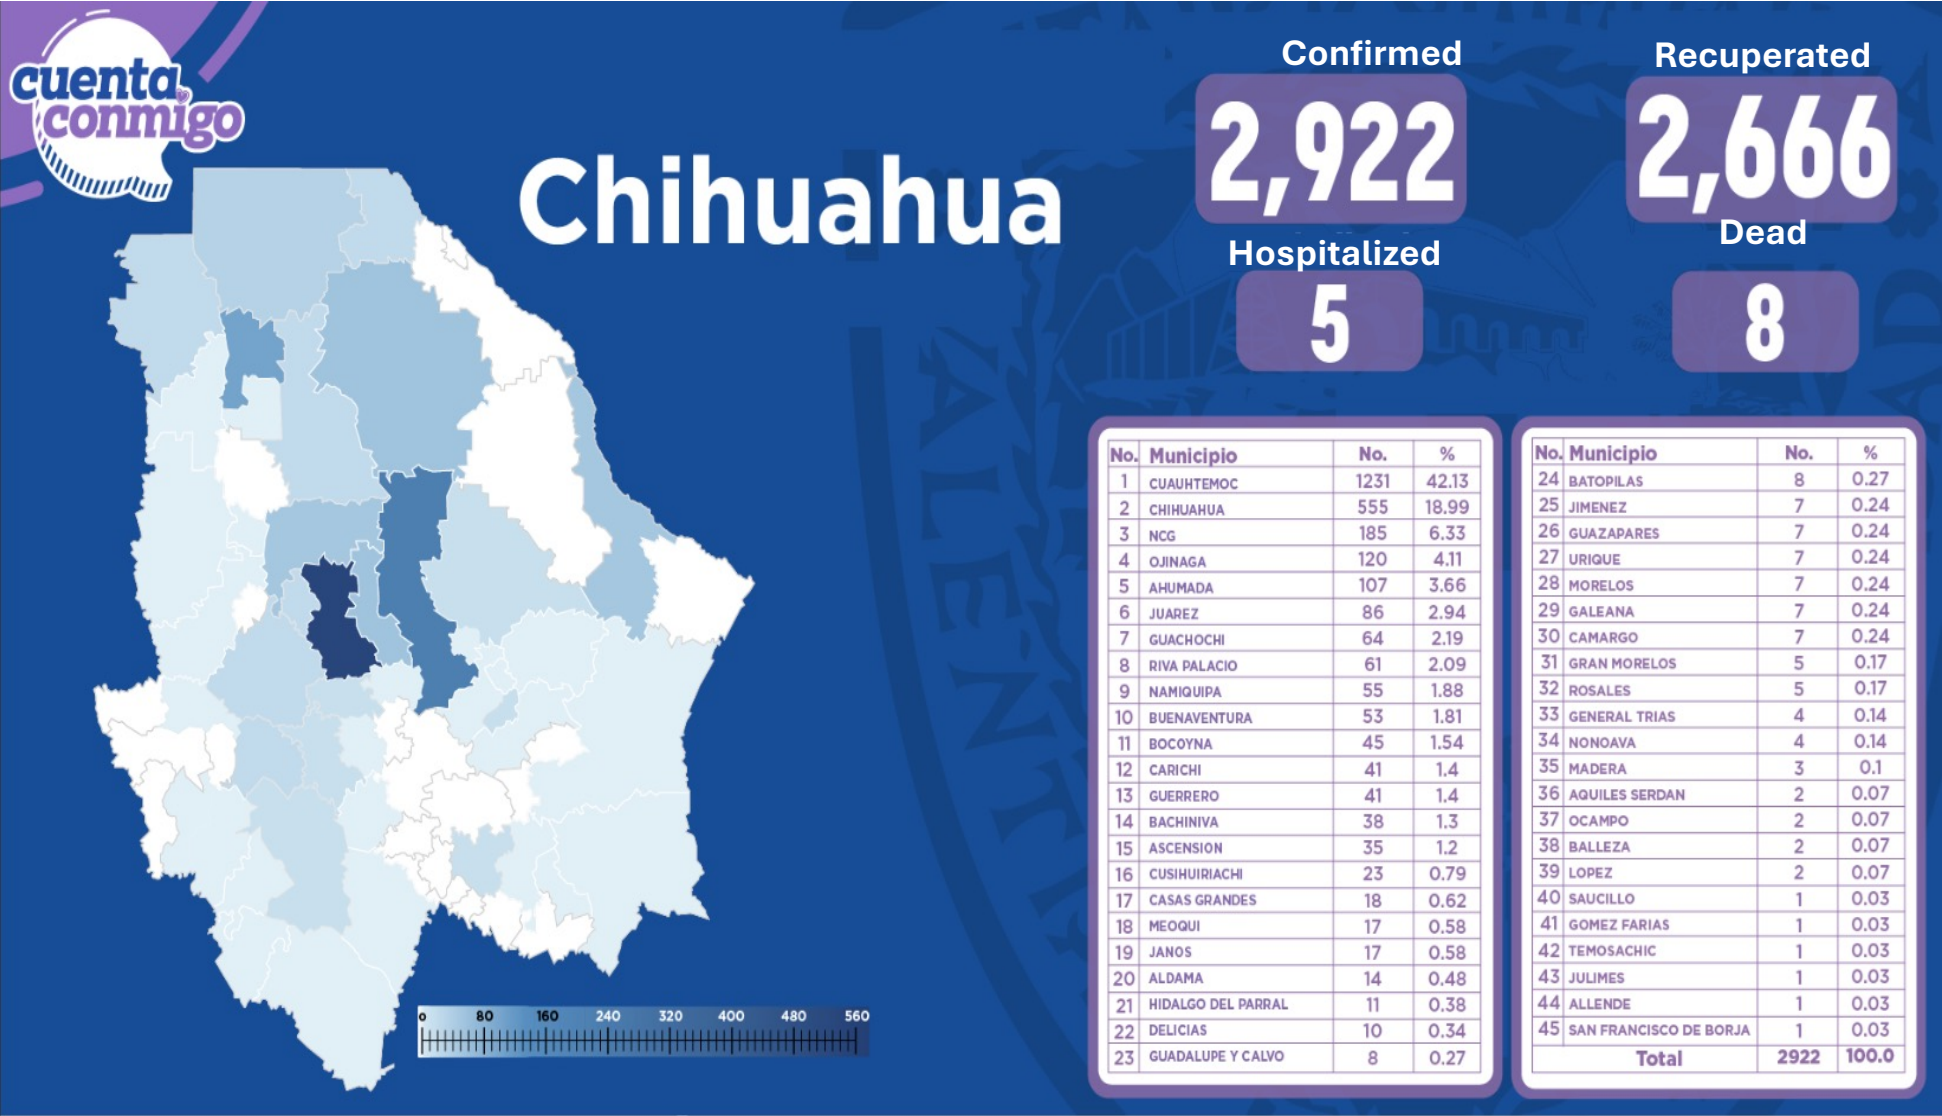 cuenta
conmigo
Chihuahua
Confirmed
2,922
Recuperated
2,666
Hospitalized
5
Dead
8
0 80 160 240 320 400 480 560
No. Municipio No. %
1 CUAUHTEMOC 1231 42.13
2 CHIHUAHUA 555 18.99
3 NCG 185 6.33
4 OJINAGA 120 4.11
5 AHUMADA 107 3.66
6 JUAREZ 86 2.94
7 GUACHOCHI 64 2.19
8 RIVA PALACIO 61 2.09
9 NAMIQUIPA 55 1.88
10 BUENAVENTURA 53 1.81
11 BOCOYNA 45 1.54
12 CARICHI 41 1.4
13 GUERRERO 41 1.4
14 BACHINIVA 38 1.3
15 ASCENSION 35 1.2
16 CUSIHUIRIACHI 23 0.79
17 CASAS GRANDES 18 0.62
18 MEOQUI 17 0.58
19 JANOS 17 0.58
20 ALDAMA 14 0.48
21 HIDALGO DEL PARRAL 11 0.38
22 DELICIAS 10 0.34
23 GUADALUPE Y CALVO 8 0.27
No. Municipio No. %
24 BATOPILAS 8 0.27
25 JIMENEZ 7 0.24
26 GUAZAPARES 7 0.24
27 URIQUE 7 0.24
28 MORELOS 7 0.24
29 GALEANA 7 0.24
30 CAMARGO 7 0.24
31 GRAN MORELOS 5 0.17
32 ROSALES 5 0.17
33 GENERAL TRIAS 4 0.14
34 NONOAVA 4 0.14
35 MADERA 3 0.1
36 AQUILES SERDAN 2 0.07
37 OCAMPO 2 0.07
38 BALLEZA 2 0.07
39 LOPEZ 2 0.07
40 SAUCILLO 1 0.03
41 GOMEZ FARIAS 1 0.03
42 TEMOSACHIC 1 0.03
43 JULIMES 1 0.03
44 ALLENDE 1 0.03
45 SAN FRANCISCO DE BORJA 1 0.03
Total 2922 100.0